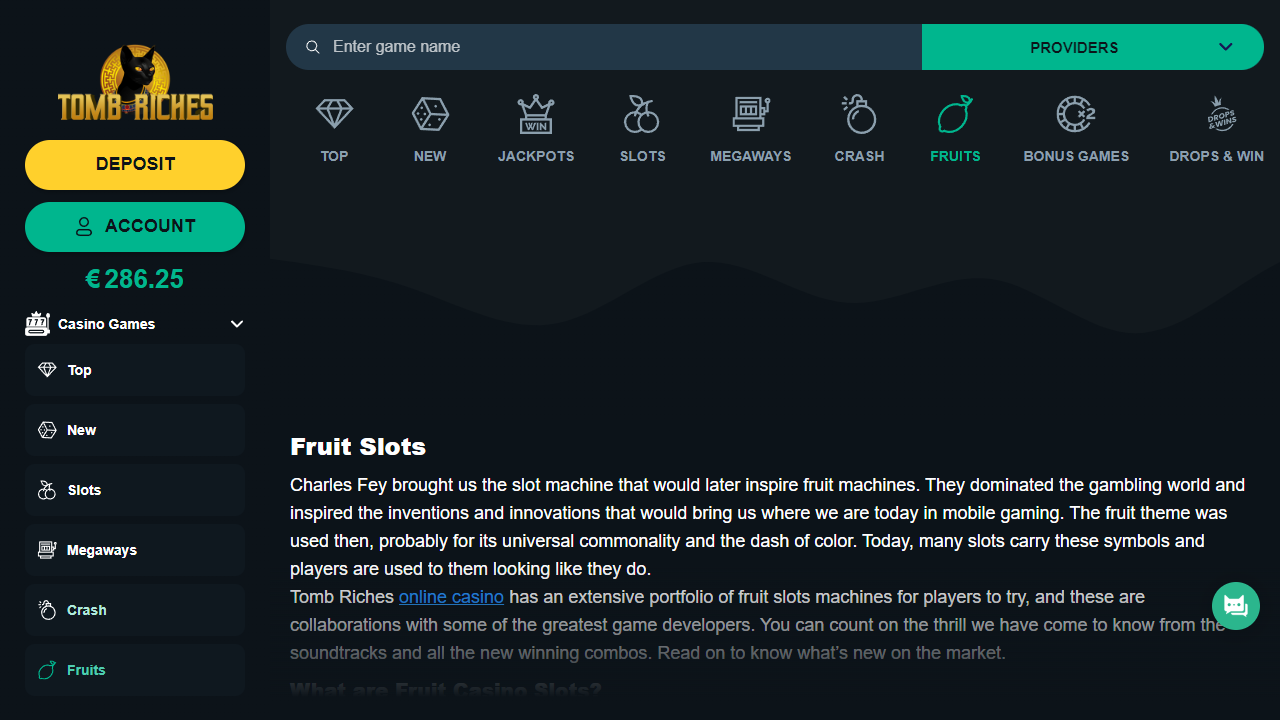 TOMB RICHES
DEPOSIT
ACCOUNT
€ 286.25
Casino Games
Top
New
Slots
Megaways
Crash
Fruits
Enter game name
PROVIDERS
TOP
NEW
WIN
JACKPOTS
SLOTS
MEGAWAYS
CRASH
FRUITS
×2
BONUS GAMES
DROPS
&WINS
DROPS & WIN
Fruit Slots
Charles Fey brought us the slot machine that would later inspire fruit machines. They dominated the gambling world and
inspired the inventions and innovations that would bring us where we are today in mobile gaming. The fruit theme was
used then, probably for its universal commonality and the dash of color. Today, many slots carry these symbols and
players are used to them looking like they do.
Tomb Riches online casino has an extensive portfolio of fruit slots machines for players to try, and these are
collaborations with some of the greatest game developers. You can count on the thrill we have come to know from the
soundtracks and all the new winning combos. Read on to know what's new on the market.
What are Fruit Casino Slots?